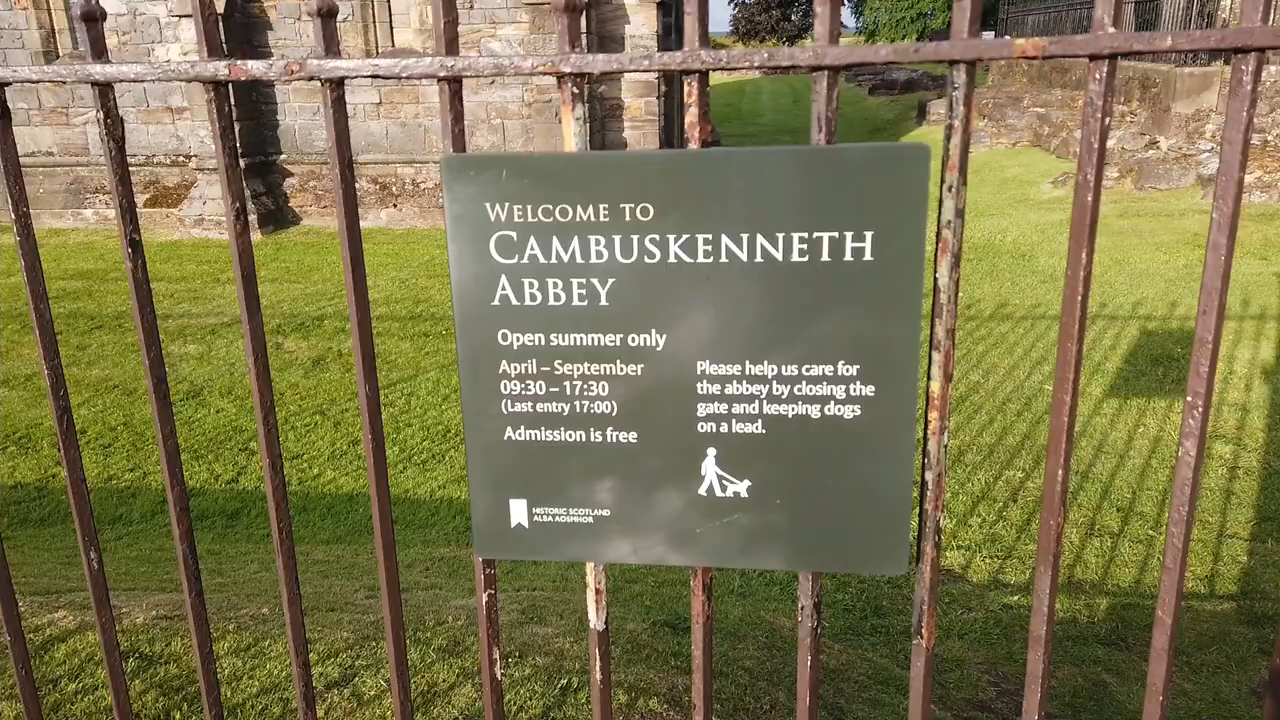 WELCOME TO
CAMBUSKENNETH
ABBEY
Open summer only
April – September
09:30 – 17:30
(Last entry 17:00)
Admission is free
Please help us care for
the abbey by closing the
gate and keeping dogs
on a lead.
HISTORIC SCOTLAND
ALBA AOSMHOR